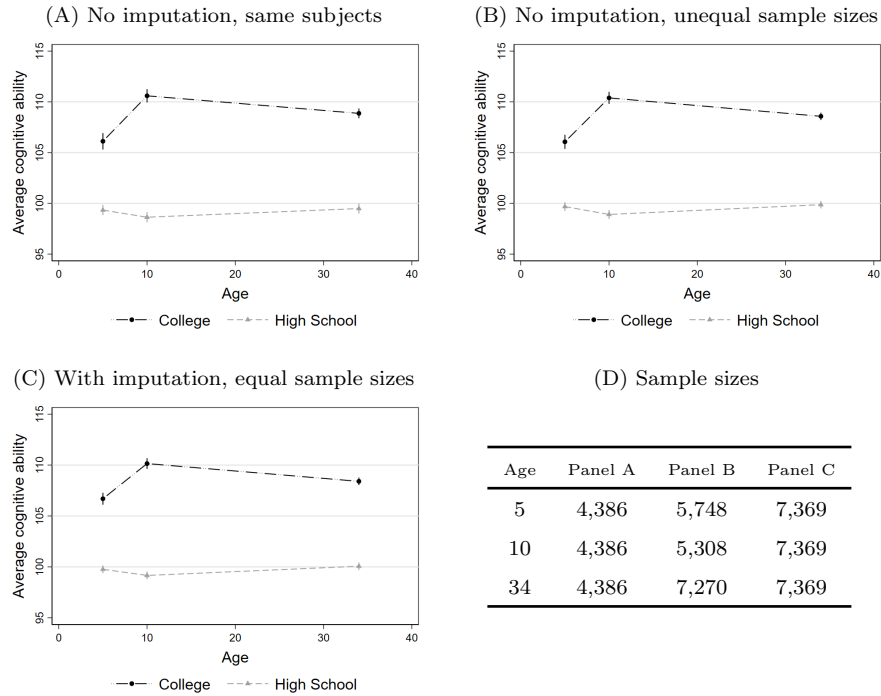 (A) No imputation, same subjects
115
110
105
100
95
Average cognitive ability
0 10 20 30 40
Age
College High School
(B) No imputation, unequal sample sizes
115
110
105
100
95
Average cognitive ability
0 10 20 30 40
Age
College High School
(C) With imputation, equal sample sizes
115
110
105
100
95
Average cognitive ability
0 10 20 30 40
Age
College High School
(D) Sample sizes
Age Panel A Panel B Panel C
5 4,386 5,748 7,369
10 4,386 5,308 7,369
34 4,386 7,270 7,369